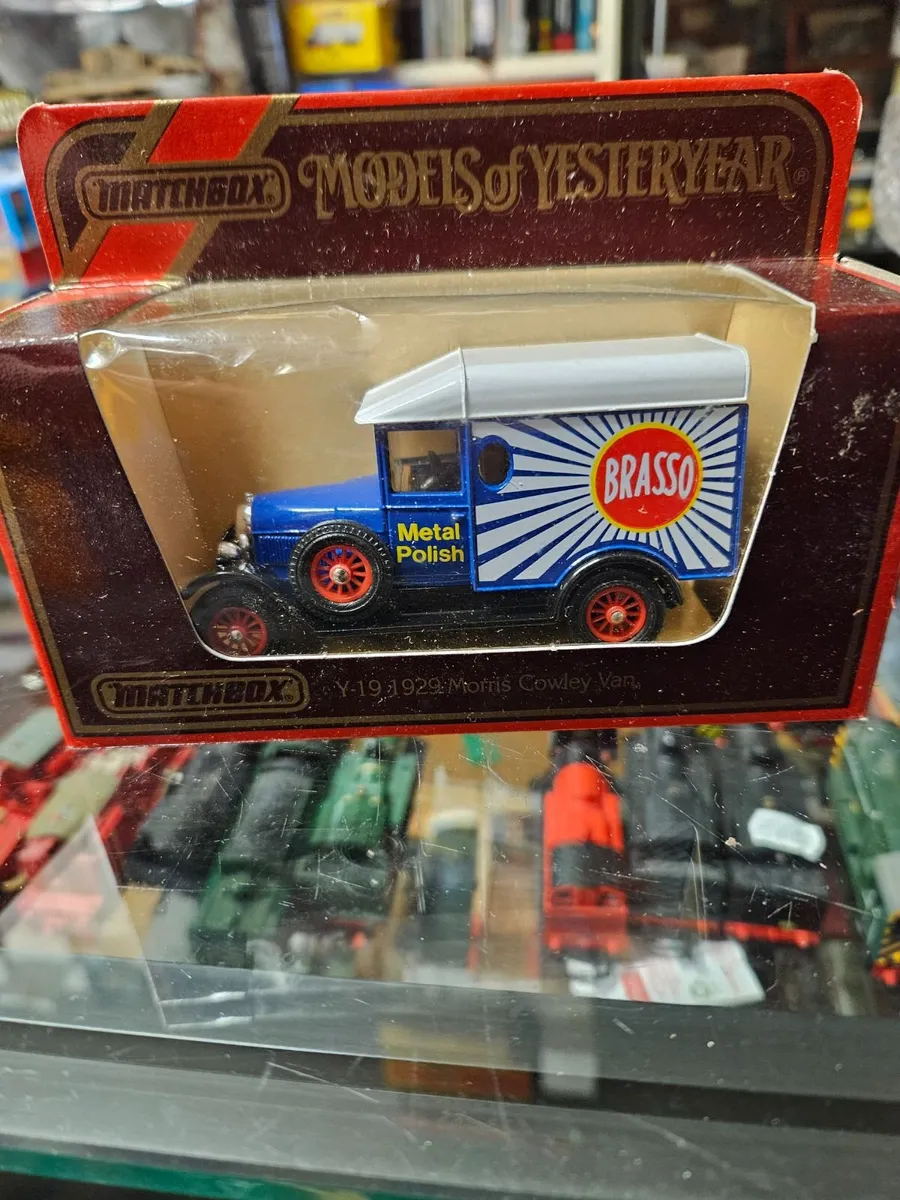 MATCHBOX® MODELS of YESTERYEAR®
BRASSO
Metal
Polish
MATCHBOX® Y-19 1929 Morris Cowley Van.